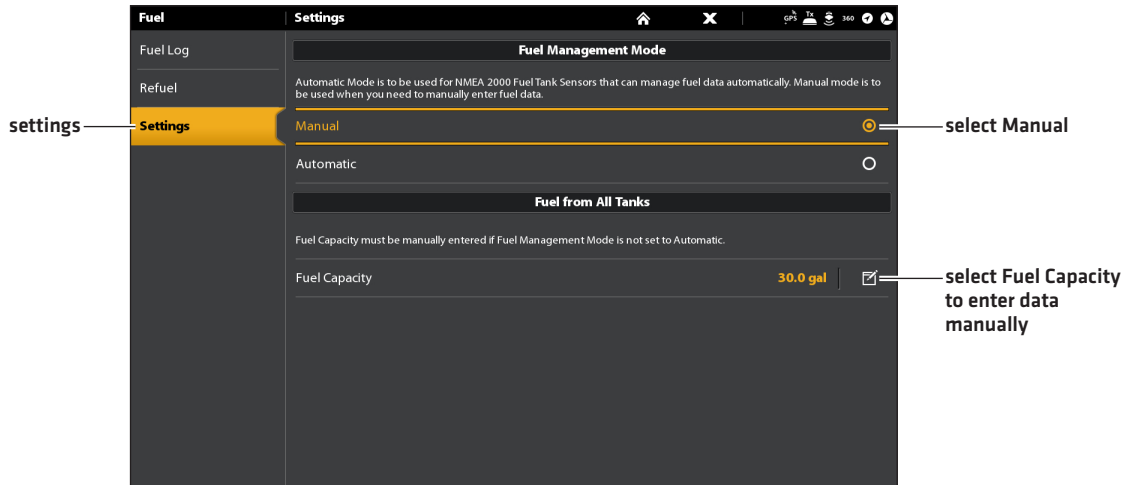 Fuel
Settings
GPS Tx 360
Fuel Log
Refuel
Settings
Fuel Management Mode
Automatic Mode is to be used for NMEA 2000 Fuel Tank Sensors that can manage fuel data automatically. Manual mode is to
be used when you need to manually enter fuel data.
Manual
Automatic
Fuel from All Tanks
Fuel Capacity must be manually entered if Fuel Management Mode is not set to Automatic.
Fuel Capacity 30.0 gal
settings
select Manual
select Fuel Capacity
to enter data
manually